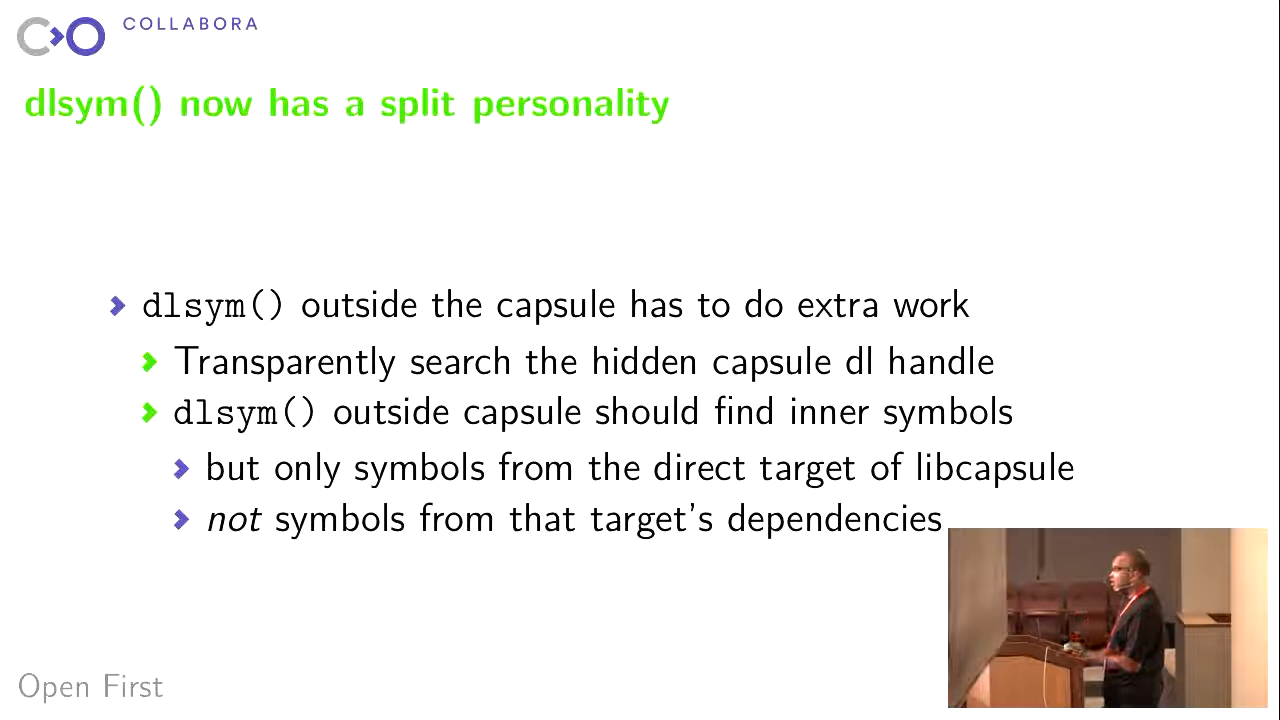 COLLABORA
dlsym() now has a split personality
dlsym() outside the capsule has to do extra work
Transparently search the hidden capsule dl handle
dlsym() outside capsule should find inner symbols
but only symbols from the direct target of libcapsule
not symbols from that target's dependencies
Open First